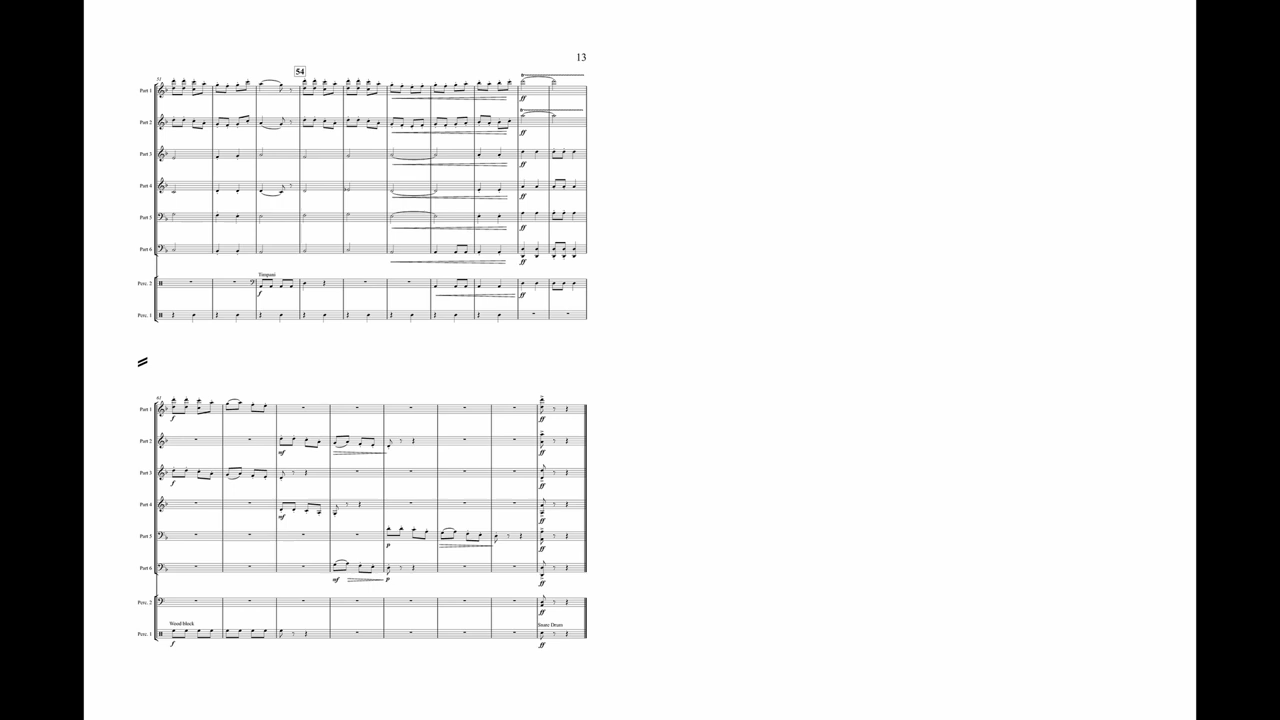 13
51
54
Part 1
ff
Part 2
ff
Part 3
ff
Part 4
ff
Part 5
ff
Part 6
ff
Timpani
Perc. 2
f
ff
Perc. 1
61
Part 1
f
ff
Part 2
mf
ff
Part 3
f
ff
Part 4
mf
ff
Part 5
p
ff
Part 6
mf
p
ff
Perc. 2
ff
Wood block
Snare Drum
Perc. 1
f
ff